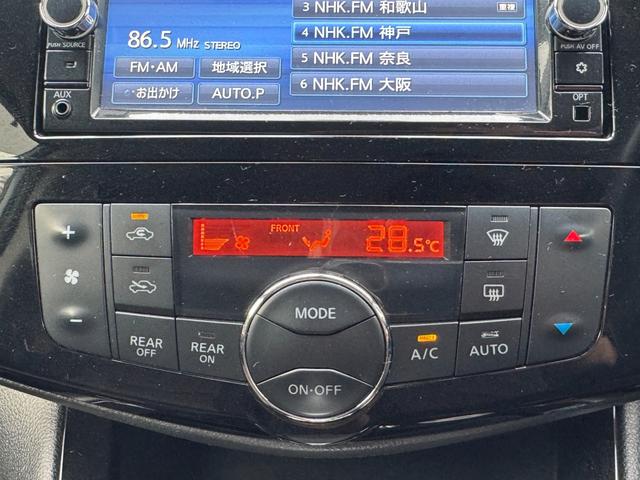 3 NHK.FM 和歌山
重複
PUSH SOURCE
86.5 MHz STEREO
4 NHK.FM 神戸
PUSH AV OFF
FM・AM
地域選択
5 NHK.FM 奈良
AUX
お出かけ
AUTO.P
6 NHK.FM 大阪
OPT
FRONT
28.5℃
+
−
MODE
REAR OFF
REAR ON
ON・OFF
A/C
AUTO